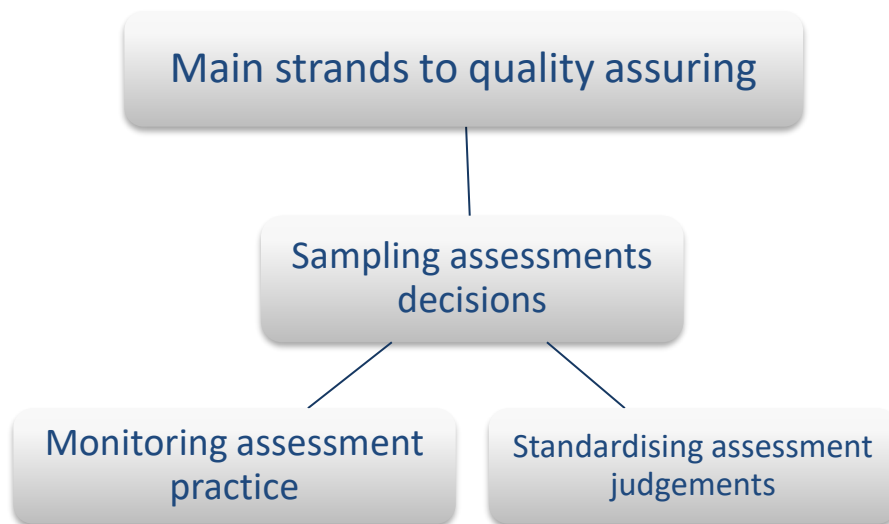 Main strands to quality assuring
Sampling assessments
decisions
Monitoring assessment
practice
Standardising assessment
judgements